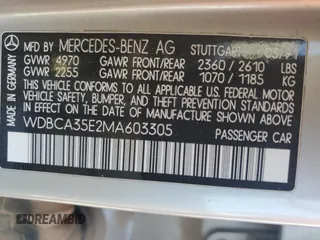 MADE IN GERMANY
MFD BY MERCEDES-BENZ AG STUTTGART
GVWR 4970 GAWR FRONT/REAR 2360/2610 LBS
GVWR 2255 GAWR FRONT/REAR 1070/1185 KG
THIS VEHICLE CONFORMS TO ALL APPLICABLE FEDERAL MOTOR
VEHICLE SAFETY BUMPER AND THEFT PREVENTION STANDARDS
IN EFFECT ON THE DATE OF MANUFACTURE SHOWN ABOVE
WDBCA35E2MA603305
PASSENGER CAR
DREAMBID